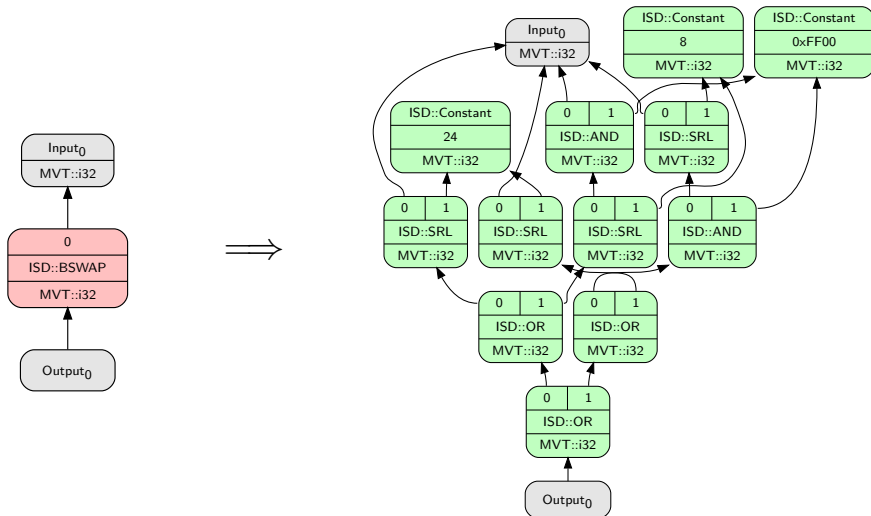 Input0
MVT::i32
0
ISD::BSWAP
MVT::i32
Output0
⟹
Input0
MVT::i32
ISD::Constant
8
MVT::i32
ISD::Constant
0xFF00
MVT::i32
ISD::Constant
24
MVT::i32
0 1
ISD::AND
MVT::i32
0 1
ISD::SRL
MVT::i32
0 1
ISD::SRL
MVT::i32
0 1
ISD::SRL
MVT::i32
0 1
ISD::SRL
MVT::i32
0 1
ISD::AND
MVT::i32
0 1
ISD::OR
MVT::i32
0 1
ISD::OR
MVT::i32
0 1
ISD::OR
MVT::i32
Output0